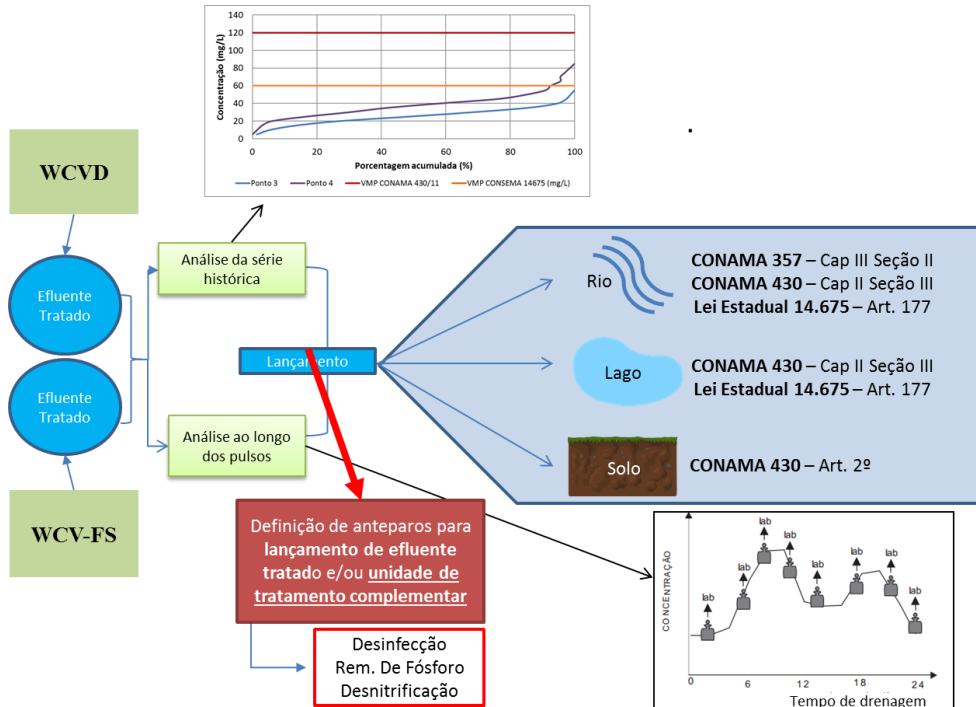 Concentração (mg/L)
120
100
80
60
40
20
0
0
20
40
60
80
100
Porcentagem acumulada (%)
Ponto 3
Ponto 4
VMP CONAMA 430/11
VMP CONSEMA 14675 (mg/L)
WCVD
Efluente
Tratado
Efluente
Tratado
WCV-FS
Análise da série
histórica
Lançamento
Análise ao longo
dos pulsos
Rio
CONAMA 357 – Cap III Seção II
CONAMA 430 – Cap II Seção III
Lei Estadual 14.675 – Art. 177
Lago
CONAMA 430 – Cap II Seção III
Lei Estadual 14.675 – Art. 177
Solo
CONAMA 430 – Art. 2º
Definição de anteparos para
lançamento de efluente
tratado e/ou unidade de
tratamento complementar
Desinfecção
Rem. De Fósforo
Desnitrificação
CONCENTRAÇÃO
lab
lab
lab
lab
lab
lab
lab
lab
0
6
12
18
24
Tempo de drenagem